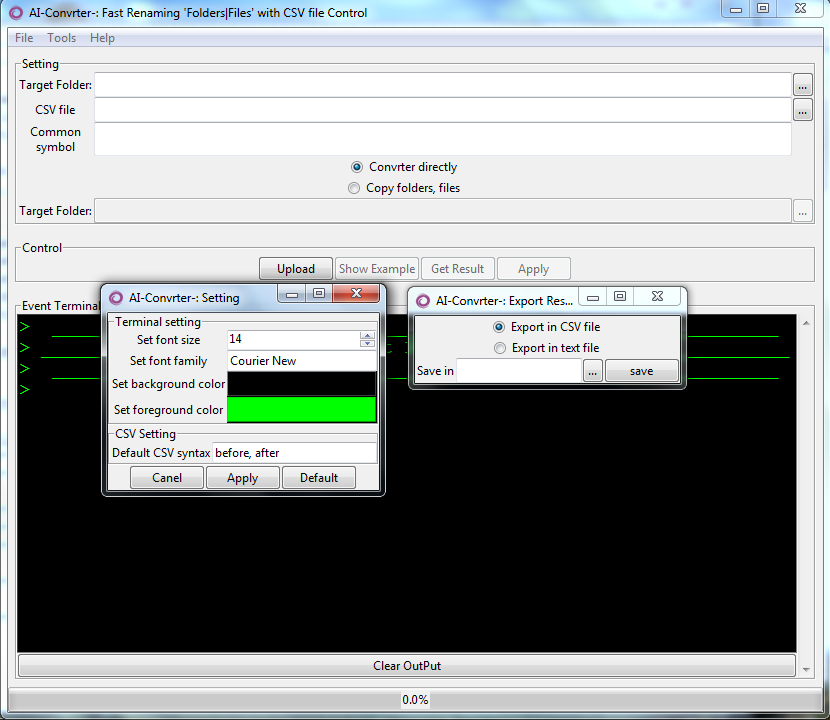 AI-Convrter-: Fast Renaming 'Folders|Files' with CSV file Control
File Tools Help
Setting
Target Folder:
...
CSV file
...
Common
symbol
Convrter directly
Copy folders, files
Target Folder:
...
Control
Upload
Show Example
Get Result
Apply
Event Terminal
>
>
>
>
AI-Convrter-: Setting
Terminal setting
Set font size
14
Set font family
Courier New
Set background color
Set foreground color
CSV Setting
Default CSV syntax
before, after
Canel
Apply
Default
AI-Convrter-: Export Res...
Export in CSV file
Export in text file
Save in
...
save
Clear OutPut
0.0%